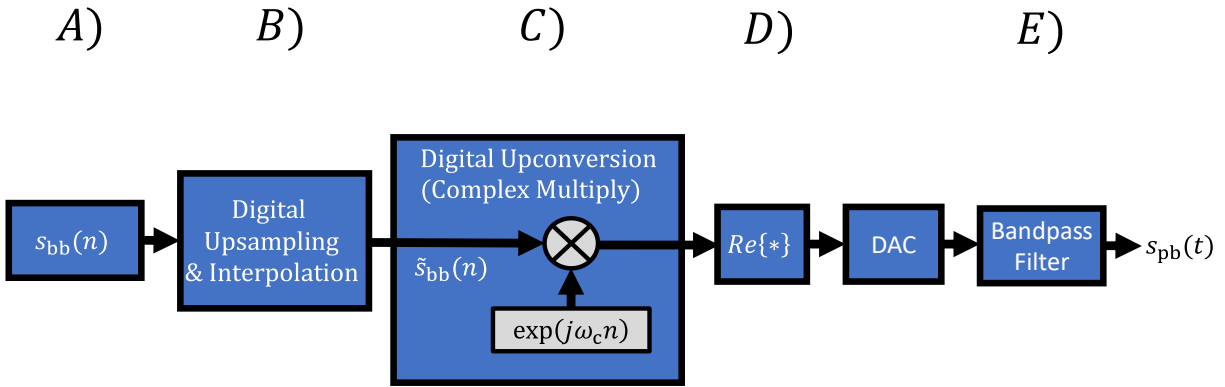 A)
B)
C)
D)
E)
s_bb(n)
Digital
Upsampling
& Interpolation
Digital Upconversion
(Complex Multiply)
s̃_bb(n)
exp(jω_c n)
Re{*}
DAC
Bandpass
Filter
s_pb(t)